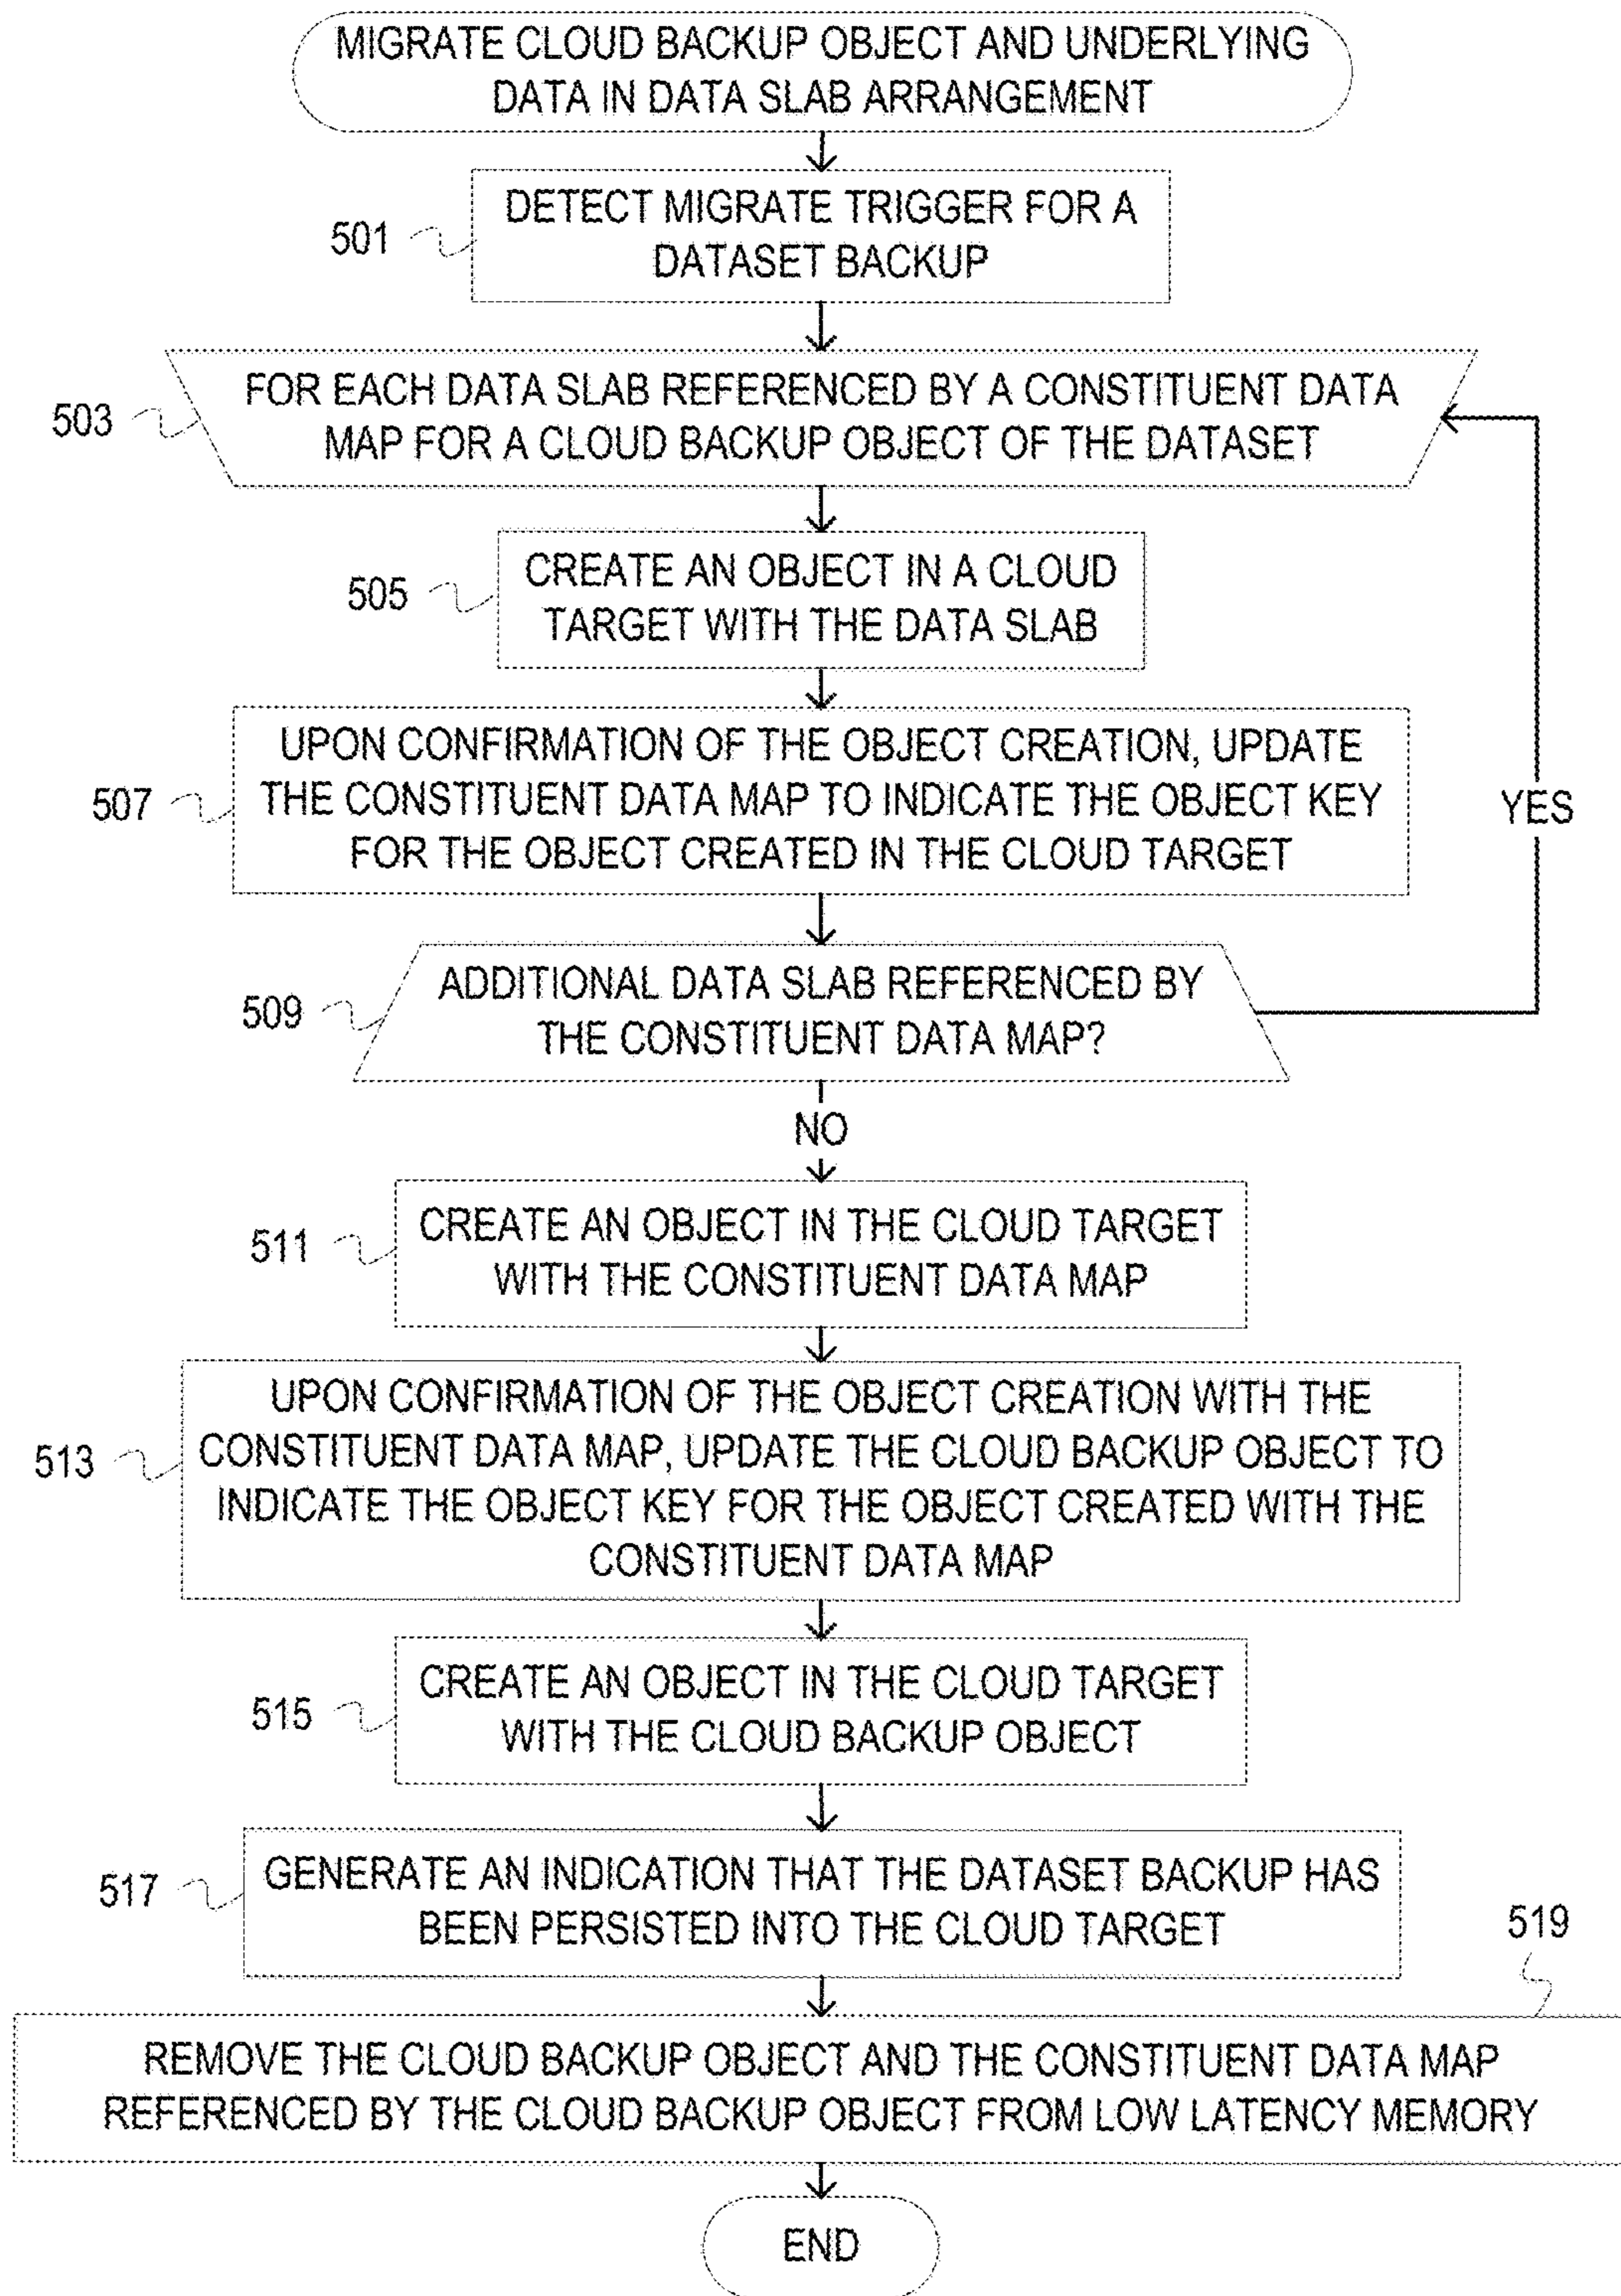 MIGRATE CLOUD BACKUP OBJECT AND UNDERLYING
DATA IN DATA SLAB ARRANGEMENT
501
DETECT MIGRATE TRIGGER FOR A
DATASET BACKUP
503
FOR EACH DATA SLAB REFERENCED BY A CONSTITUENT DATA
MAP FOR A CLOUD BACKUP OBJECT OF THE DATASET
505
CREATE AN OBJECT IN A CLOUD
TARGET WITH THE DATA SLAB
507
UPON CONFIRMATION OF THE OBJECT CREATION, UPDATE
THE CONSTITUENT DATA MAP TO INDICATE THE OBJECT KEY
FOR THE OBJECT CREATED IN THE CLOUD TARGET
YES
509
ADDITIONAL DATA SLAB REFERENCED BY
THE CONSTITUENT DATA MAP?
NO
511
CREATE AN OBJECT IN THE CLOUD TARGET
WITH THE CONSTITUENT DATA MAP
513
UPON CONFIRMATION OF THE OBJECT CREATION WITH THE
CONSTITUENT DATA MAP, UPDATE THE CLOUD BACKUP OBJECT TO
INDICATE THE OBJECT KEY FOR THE OBJECT CREATED WITH THE
CONSTITUENT DATA MAP
515
CREATE AN OBJECT IN THE CLOUD TARGET
WITH THE CLOUD BACKUP OBJECT
517
GENERATE AN INDICATION THAT THE DATASET BACKUP HAS
BEEN PERSISTED INTO THE CLOUD TARGET
519
REMOVE THE CLOUD BACKUP OBJECT AND THE CONSTITUENT DATA MAP
REFERENCED BY THE CLOUD BACKUP OBJECT FROM LOW LATENCY MEMORY
END